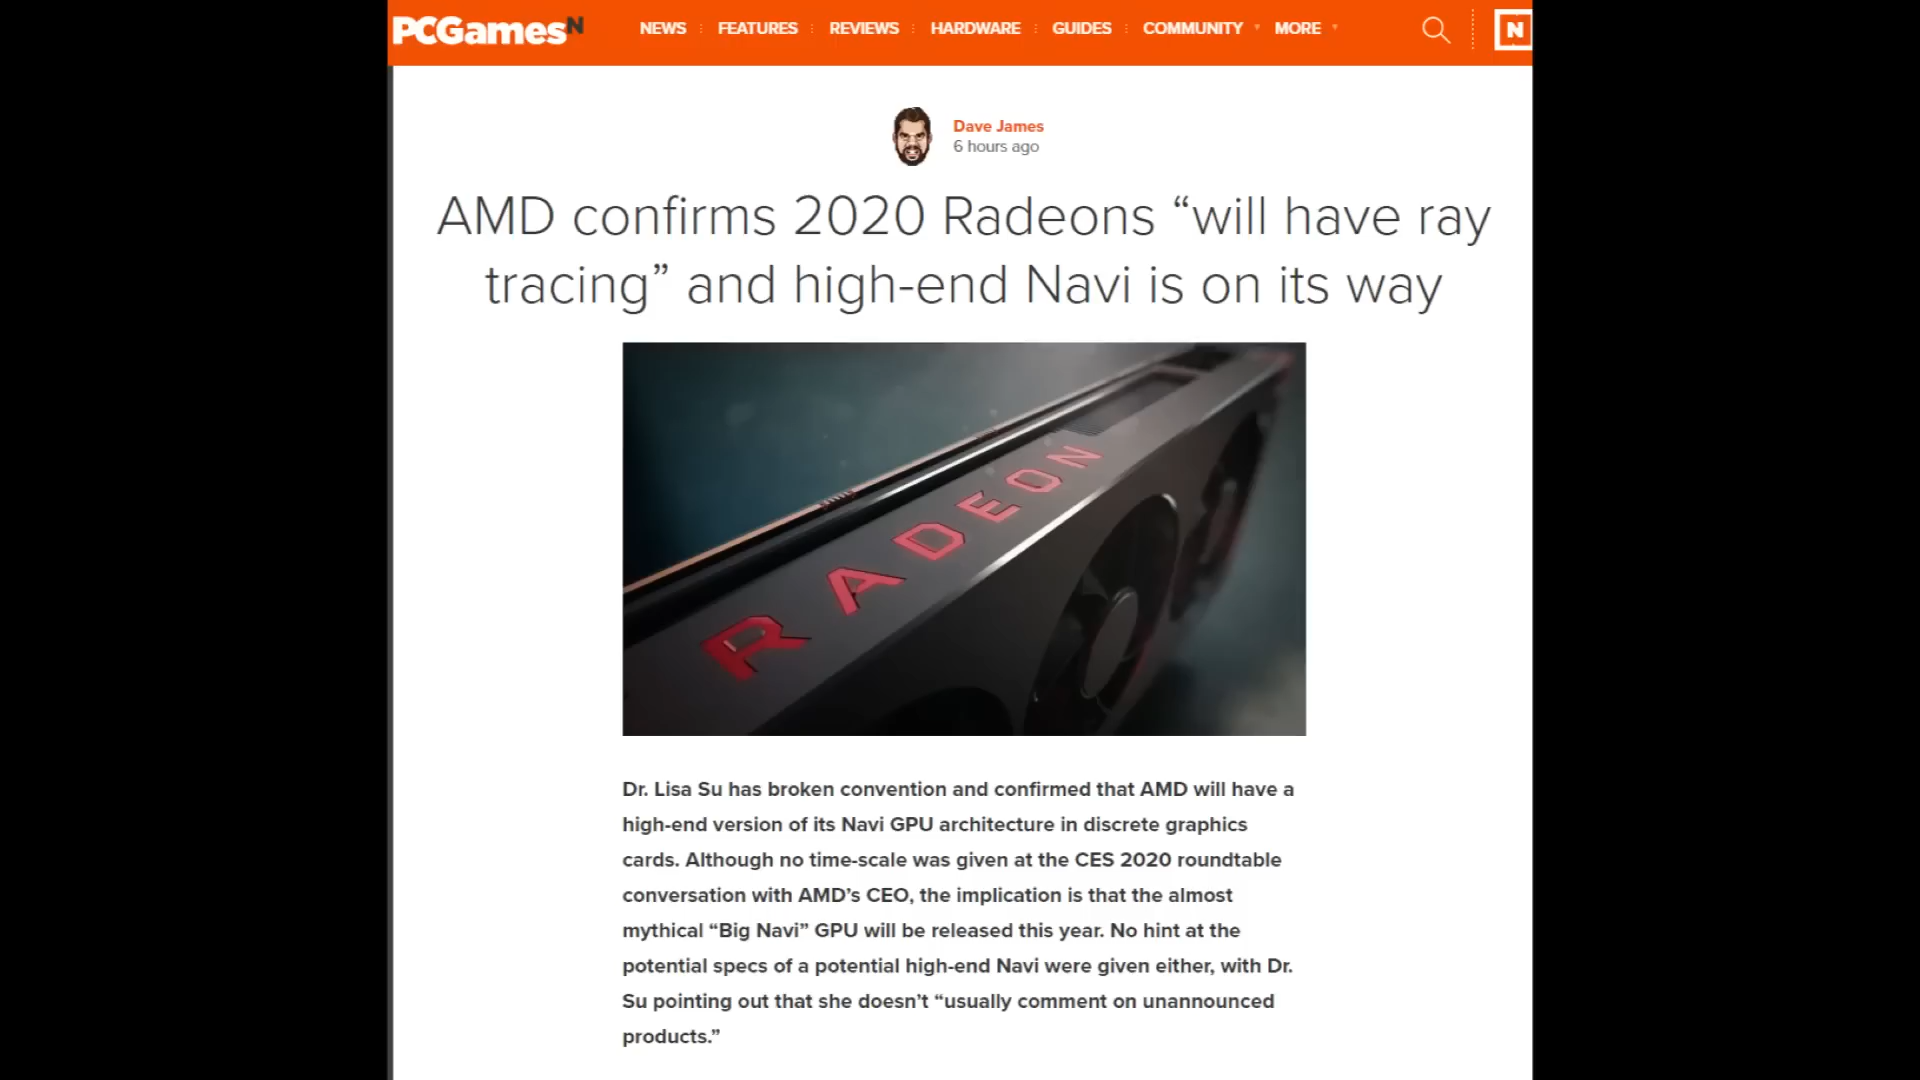 PCGamesN
NEWS FEATURES REVIEWS HARDWARE GUIDES COMMUNITY MORE
N
Dave James
6 hours ago
AMD confirms 2020 Radeons “will have ray
tracing” and high-end Navi is on its way
RADEON
Dr. Lisa Su has broken convention and confirmed that AMD will have a
high-end version of its Navi GPU architecture in discrete graphics
cards. Although no time-scale was given at the CES 2020 roundtable
conversation with AMD’s CEO, the implication is that the almost
mythical “Big Navi” GPU will be released this year. No hint at the
potential specs of a potential high-end Navi were given either, with Dr.
Su pointing out that she doesn’t “usually comment on unannounced
products.”